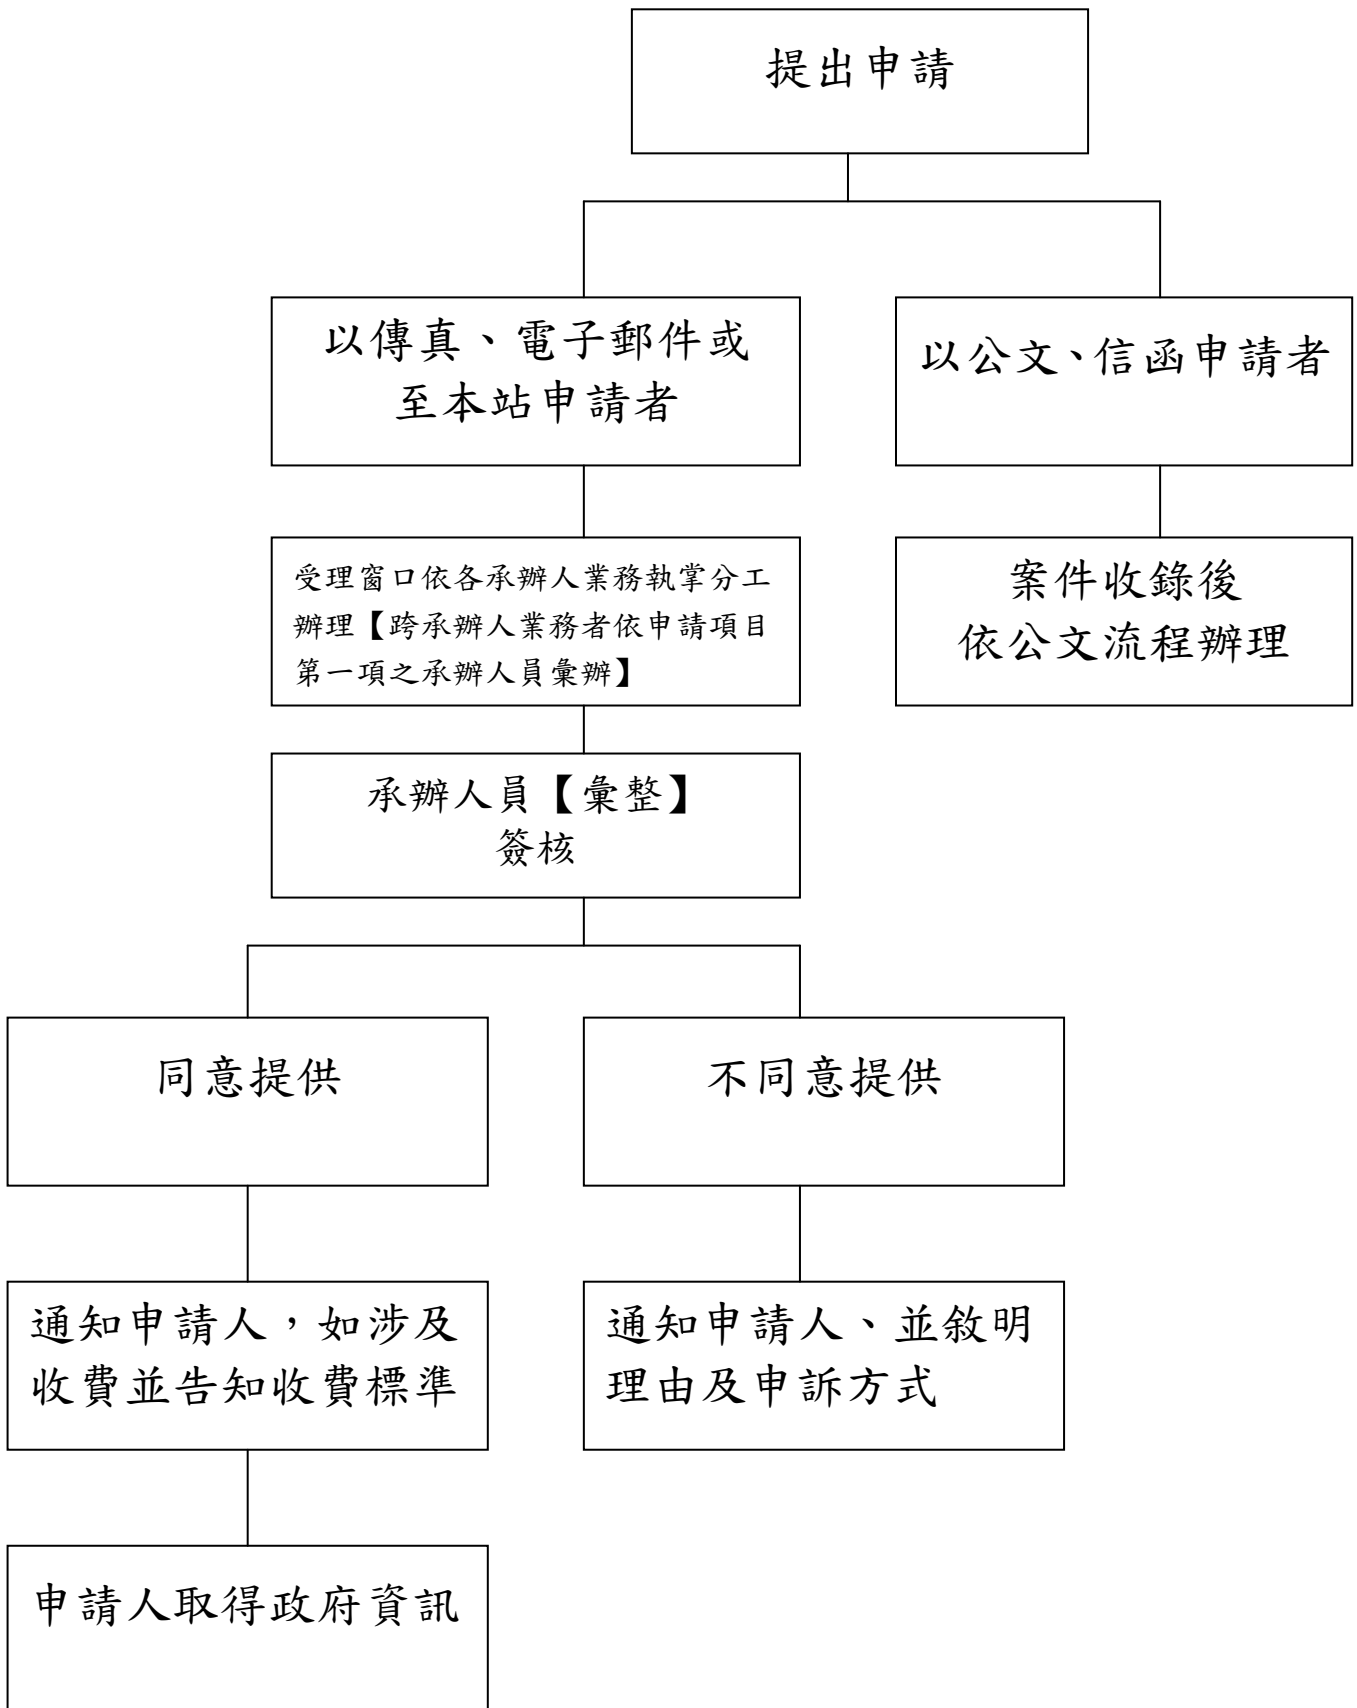 提出申請
以傳真、電子郵件或
至本站申請者
以公文、信函申請者
受理窗口依各承辦人業務執掌分工
辦理【跨承辦人業務者依申請項目
第一項之承辦人員彙辦】
案件收錄後
依公文流程辦理
承辦人員【彙整】
簽核
同意提供
不同意提供
通知申請人，如涉及
收費並告知收費標準
通知申請人、並敘明
理由及申訴方式
申請人取得政府資訊